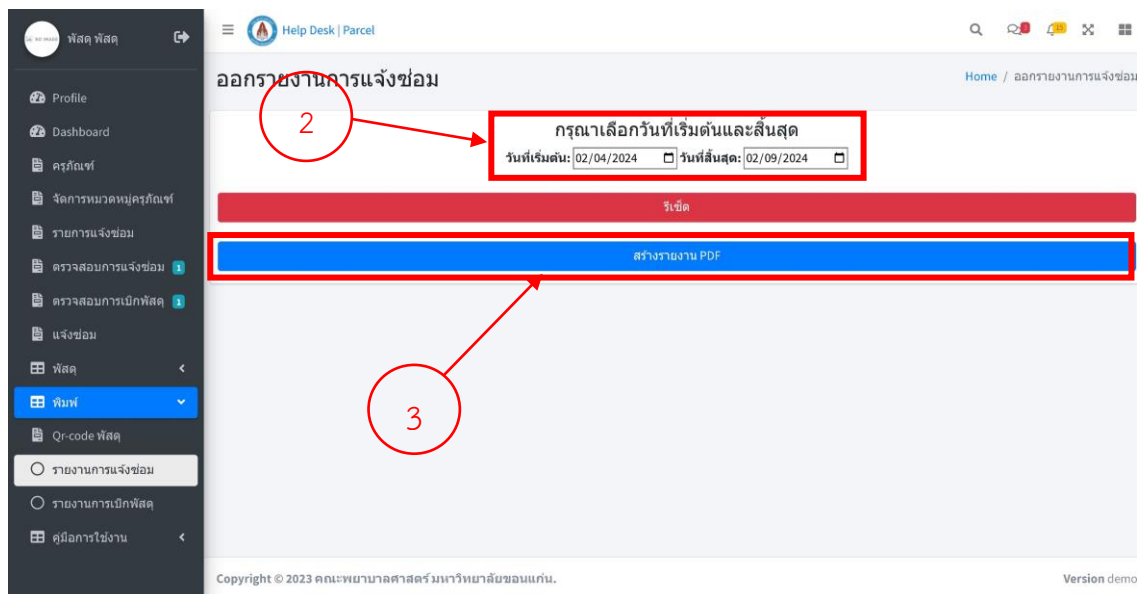 พัสดุ พัสดุ
Profile
Dashboard
ครุภัณฑ์
จัดการหมวดหมู่ครุภัณฑ์
รายการแจ้งซ่อม
ตรวจสอบการแจ้งซ่อม 1
ตรวจสอบการเบิกพัสดุ 1
แจ้งซ่อม
พัสดุ
พิมพ์
Qr-code พัสดุ
รายงานการแจ้งซ่อม
รายงานการเบิกพัสดุ
คู่มือการใช้งาน
Help Desk | Parcel
15
ออกรายงานการแจ้งซ่อม
Home / ออกรายงานการแจ้งซ่อม
2
กรุณาเลือกวันที่เริ่มต้นและสิ้นสุด
วันที่เริ่มต้น: 02/04/2024 วันที่สิ้นสุด: 02/09/2024
รีเซ็ต
สร้างรายงาน PDF
3
Copyright © 2023 คณะพยาบาลศาสตร์ มหาวิทยาลัยขอนแก่น.
Version demo